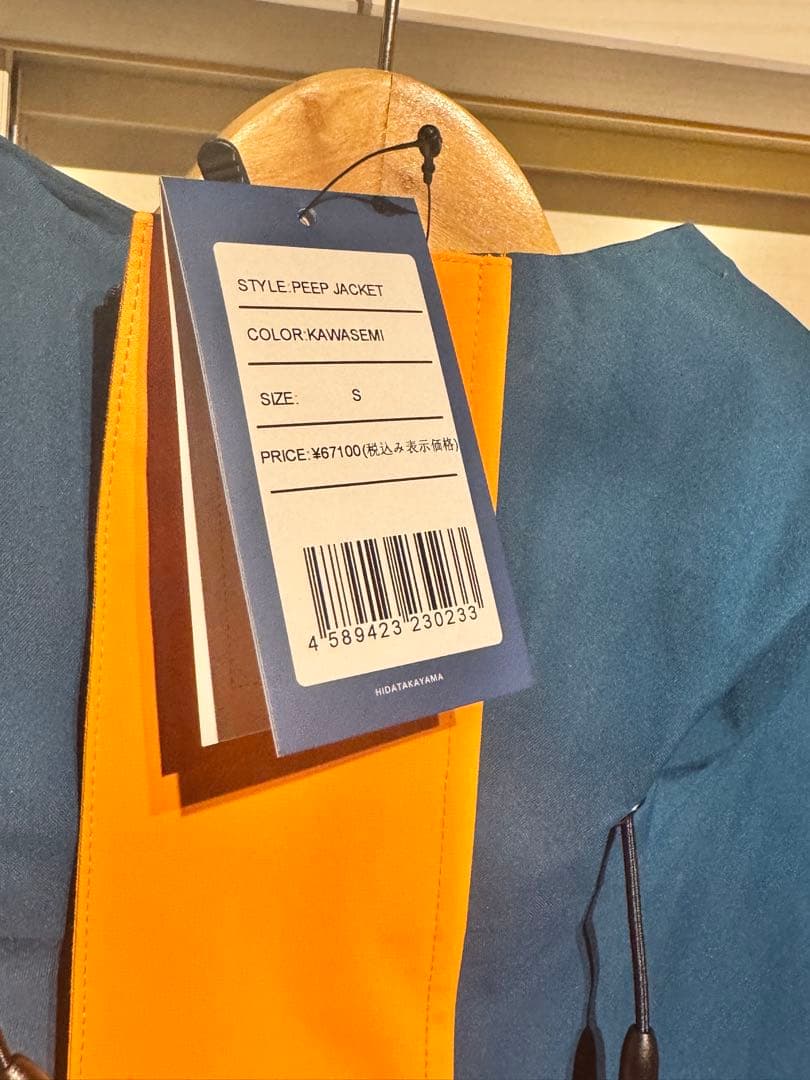 STYLE:PEEP JACKET
COLOR:KAWASEMI
SIZE: S
PRICE:¥67100(税込み表示価格)
4 589423 230233
HIDATAKAYAMA